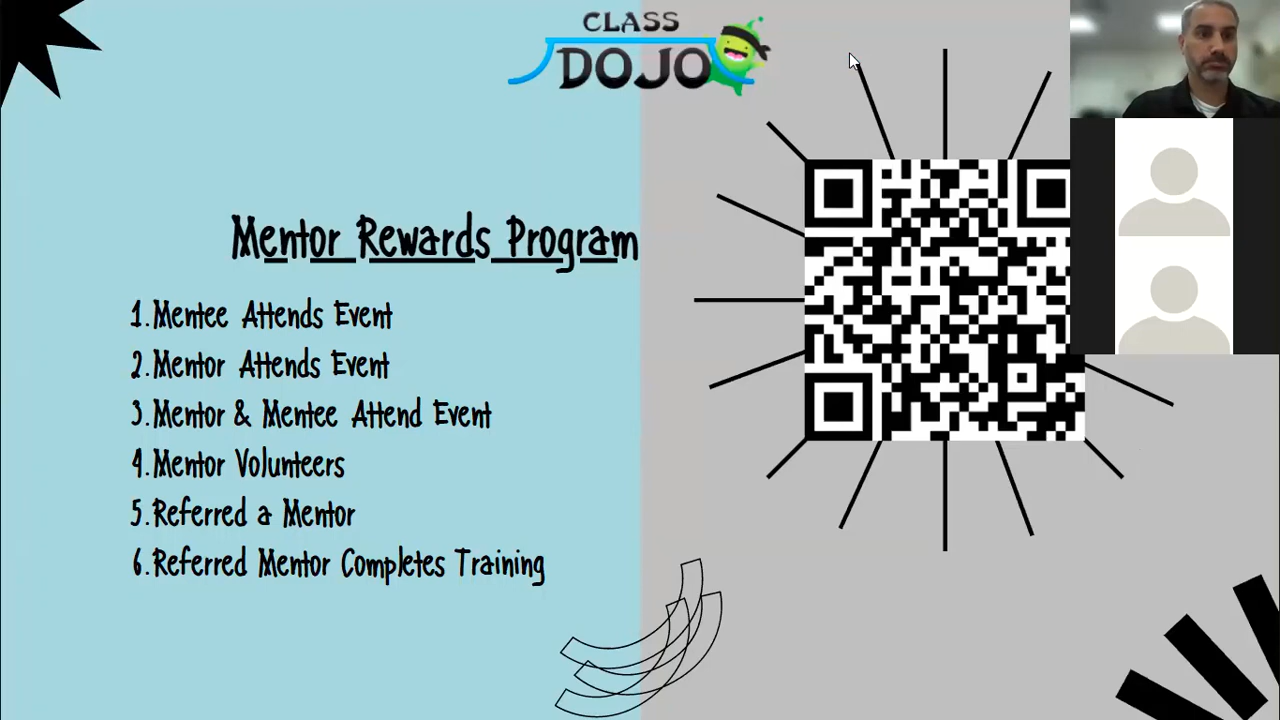 CLASS
DOJO
Mentor Rewards Program
1.Mentee Attends Event
2.Mentor Attends Event
3.Mentor & Mentee Attend Event
4.Mentor Volunteers
5.Referred a Mentor
6.Referred Mentor Completes Training